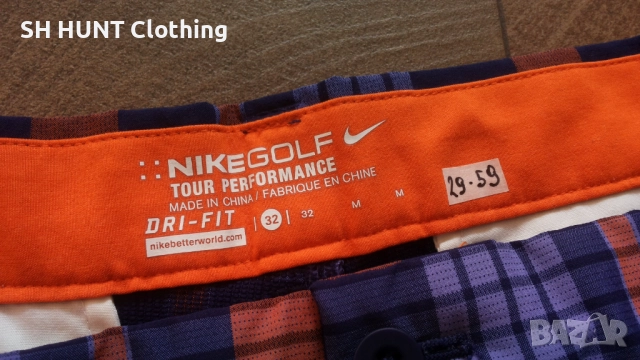 SH HUNT Clothing
NIKEGOLF
TOUR PERFORMANCE
MADE IN CHINA / FABRIQUE EN CHINE
DRI-FIT | 32 | 32 M M
nikebetterworld.com
29.59
BAZAR